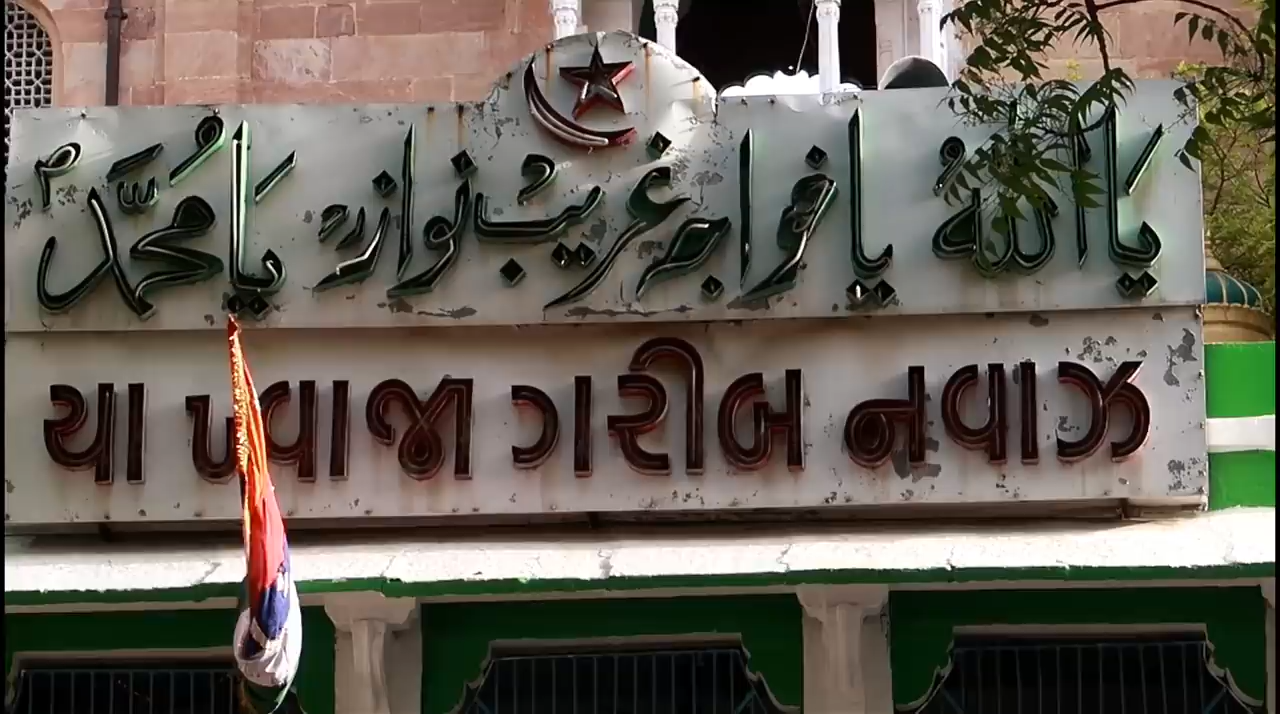 یا اللہ یا خواجہ غریب نواز یا محمدؐ
યા ખ્વાજા ગરીબ નવાઝ